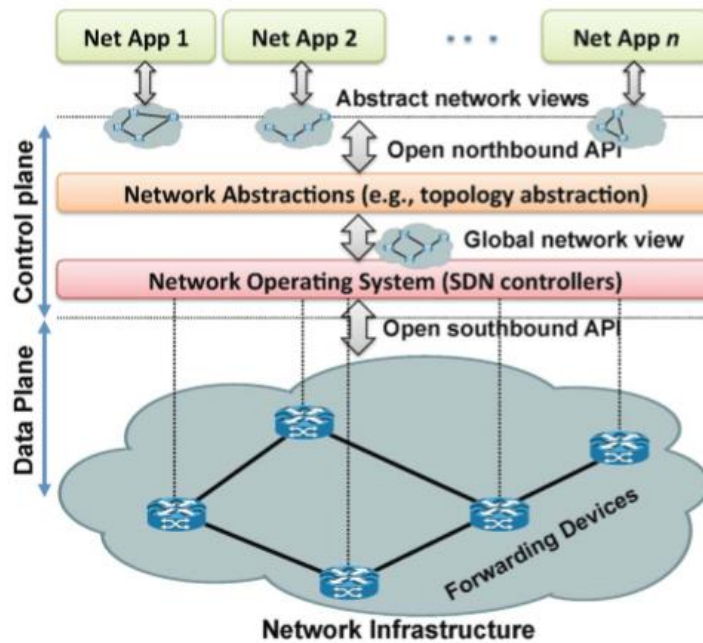 Net App 1
Net App 2
. . .
Net App n
Abstract network views
Open northbound API
Network Abstractions (e.g., topology abstraction)
Global network view
Network Operating System (SDN controllers)
Open southbound API
Control plane
Data Plane
Forwarding Devices
Network Infrastructure